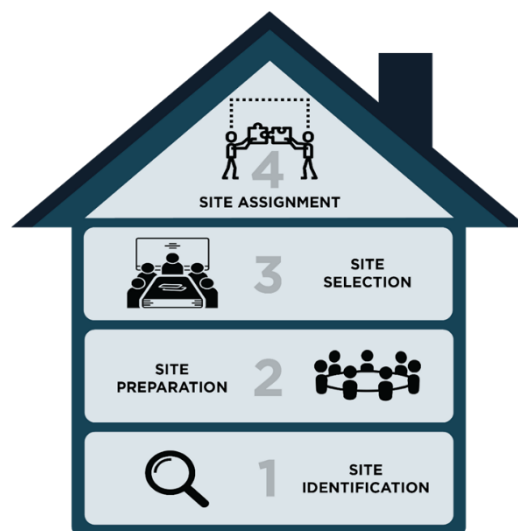 4
SITE ASSIGNMENT
3
SITE
SELECTION
SITE
PREPARATION
2
1
SITE
IDENTIFICATION